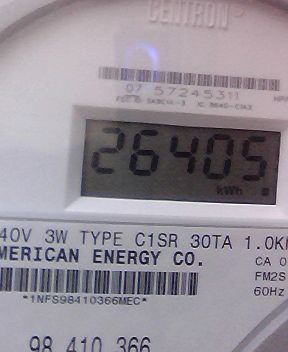 CENTRON®
07 57245311
26405
kWh
40V 3W TYPE C1SR 30TA 1.0K
MERICAN ENERGY CO.
CA 0
FM2S
*1NFS98410366MEC*
60Hz
98 410 366